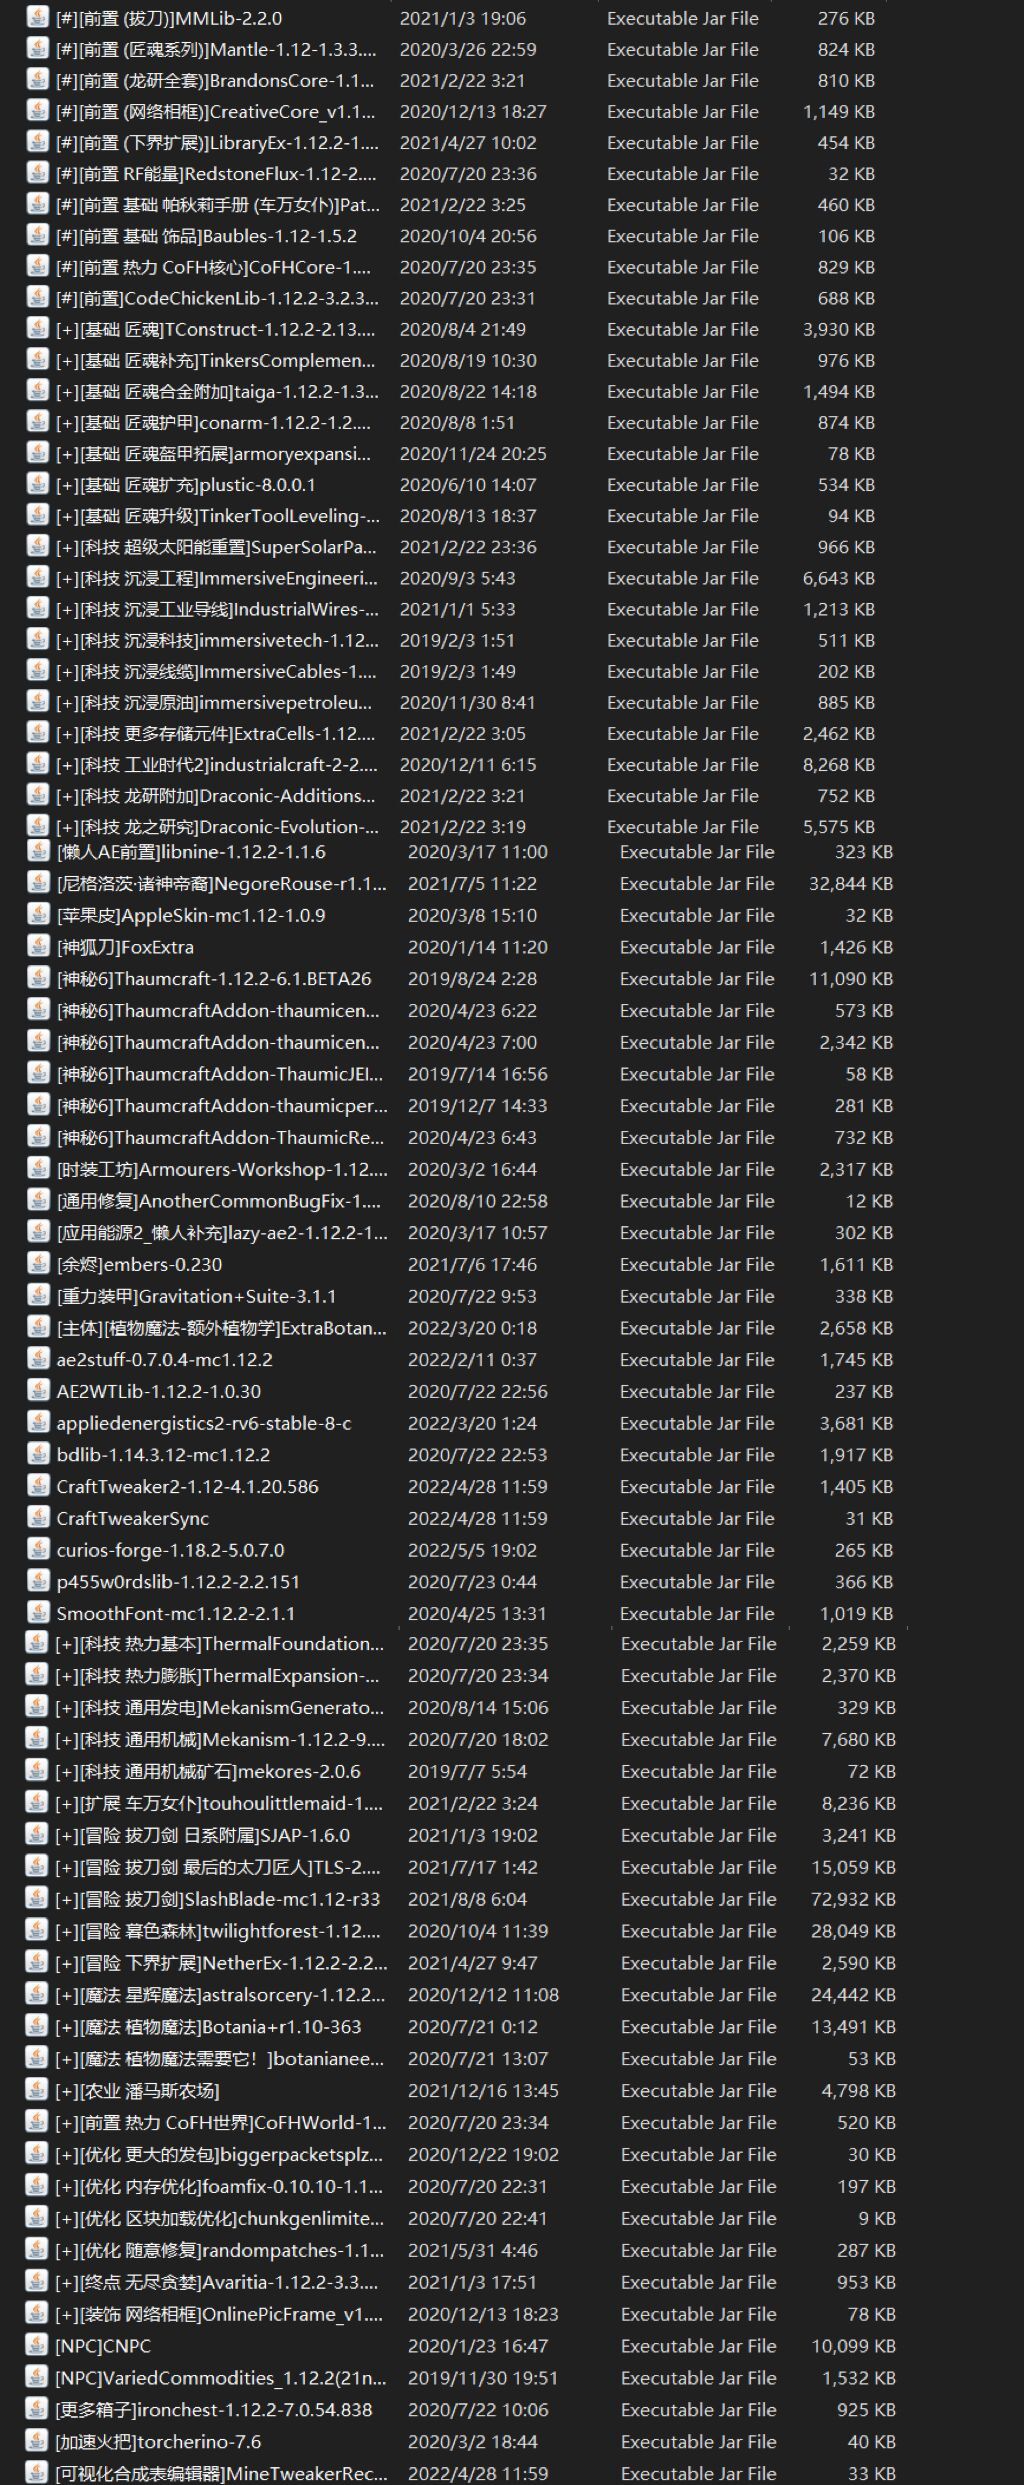 [#][前置 (拔刀)]MMLib-2.2.0 2021/1/3 19:06 Executable Jar File 276 KB
[#][前置 (匠魂系列)]Mantle-1.12-1.3.3.... 2020/3/26 22:59 Executable Jar File 824 KB
[#][前置 (龙研全套)]BrandonsCore-1.1... 2021/2/22 3:21 Executable Jar File 810 KB
[#][前置 (网络相框)]CreativeCore_v1.1... 2020/12/13 18:27 Executable Jar File 1,149 KB
[#][前置 (下界扩展)]LibraryEx-1.12.2-1.... 2021/4/27 10:02 Executable Jar File 454 KB
[#][前置 RF能量]RedstoneFlux-1.12-2.... 2020/7/20 23:36 Executable Jar File 32 KB
[#][前置 基础 帕秋莉手册 (车万女仆)]Pat... 2021/2/22 3:25 Executable Jar File 460 KB
[#][前置 基础 饰品]Baubles-1.12-1.5.2 2020/10/4 20:56 Executable Jar File 106 KB
[#][前置 热力 CoFH核心]CoFHCore-1.... 2020/7/20 23:35 Executable Jar File 829 KB
[#][前置]CodeChickenLib-1.12.2-3.2.3... 2020/7/20 23:31 Executable Jar File 688 KB
[+][基础 匠魂]TConstruct-1.12.2-2.13.... 2020/8/4 21:49 Executable Jar File 3,930 KB
[+][基础 匠魂补充]TinkersComplemen... 2020/8/19 10:30 Executable Jar File 976 KB
[+][基础 匠魂合金附加]taiga-1.12.2-1.3... 2020/8/22 14:18 Executable Jar File 1,494 KB
[+][基础 匠魂护甲]conarm-1.12.2-1.2.... 2020/8/8 1:51 Executable Jar File 874 KB
[+][基础 匠魂盔甲拓展]armoryexpansi... 2020/11/24 20:25 Executable Jar File 78 KB
[+][基础 匠魂扩充]plustic-8.0.0.1 2020/6/10 14:07 Executable Jar File 534 KB
[+][基础 匠魂升级]TinkerToolLeveling-... 2020/8/13 18:37 Executable Jar File 94 KB
[+][科技 超级太阳能重置]SuperSolarPa... 2021/2/22 23:36 Executable Jar File 966 KB
[+][科技 沉浸工程]ImmersiveEngineeri... 2020/9/3 5:43 Executable Jar File 6,643 KB
[+][科技 沉浸工业导线]IndustrialWires-... 2021/1/1 5:33 Executable Jar File 1,213 KB
[+][科技 沉浸科技]immersivetech-1.12... 2019/2/3 1:51 Executable Jar File 511 KB
[+][科技 沉浸线缆]ImmersiveCables-1.... 2019/2/3 1:49 Executable Jar File 202 KB
[+][科技 沉浸原油]immersivepetroleu... 2020/11/30 8:41 Executable Jar File 885 KB
[+][科技 更多存储元件]ExtraCells-1.12.... 2021/2/22 3:05 Executable Jar File 2,462 KB
[+][科技 工业时代2]industrialcraft-2-2.... 2020/12/11 6:15 Executable Jar File 8,268 KB
[+][科技 龙研附加]Draconic-Additions... 2021/2/22 3:21 Executable Jar File 752 KB
[+][科技 龙之研究]Draconic-Evolution-... 2021/2/22 3:19 Executable Jar File 5,575 KB
[懒人AE前置]libnine-1.12.2-1.1.6 2020/3/17 11:00 Executable Jar File 323 KB
[尼格洛茨·诸神帝裔]NegoreRouse-r1.1... 2021/7/5 11:22 Executable Jar File 32,844 KB
[苹果皮]AppleSkin-mc1.12-1.0.9 2020/3/8 15:10 Executable Jar File 32 KB
[神狐刀]FoxExtra 2020/1/14 11:20 Executable Jar File 1,426 KB
[神秘6]Thaumcraft-1.12.2-6.1.BETA26 2019/8/24 2:28 Executable Jar File 11,090 KB
[神秘6]ThaumcraftAddon-thaumicen... 2020/4/23 6:22 Executable Jar File 573 KB
[神秘6]ThaumcraftAddon-thaumicen... 2020/4/23 7:00 Executable Jar File 2,342 KB
[神秘6]ThaumcraftAddon-ThaumicJEI... 2019/7/14 16:56 Executable Jar File 58 KB
[神秘6]ThaumcraftAddon-thaumicper... 2019/12/7 14:33 Executable Jar File 281 KB
[神秘6]ThaumcraftAddon-ThaumicRe... 2020/4/23 6:43 Executable Jar File 732 KB
[时装工坊]Armourers-Workshop-1.12.... 2020/3/2 16:44 Executable Jar File 2,317 KB
[通用修复]AnotherCommonBugFix-1.... 2020/8/10 22:58 Executable Jar File 12 KB
[应用能源2_懒人补充]lazy-ae2-1.12.2-1... 2020/3/17 10:57 Executable Jar File 302 KB
[余烬]embers-0.230 2021/7/6 17:46 Executable Jar File 1,611 KB
[重力装甲]Gravitation+Suite-3.1.1 2020/7/22 9:53 Executable Jar File 338 KB
[主体][植物魔法-额外植物学]ExtraBotan... 2022/3/20 0:18 Executable Jar File 2,658 KB
ae2stuff-0.7.0.4-mc1.12.2 2022/2/11 0:37 Executable Jar File 1,745 KB
AE2WTLib-1.12.2-1.0.30 2020/7/22 22:56 Executable Jar File 237 KB
appliedenergistics2-rv6-stable-8-c 2022/3/20 1:24 Executable Jar File 3,681 KB
bdlib-1.14.3.12-mc1.12.2 2020/7/22 22:53 Executable Jar File 1,917 KB
CraftTweaker2-1.12-4.1.20.586 2022/4/28 11:59 Executable Jar File 1,405 KB
CraftTweakerSync 2022/4/28 11:59 Executable Jar File 31 KB
curios-forge-1.18.2-5.0.7.0 2022/5/5 19:02 Executable Jar File 265 KB
p455w0rdslib-1.12.2-2.2.151 2020/7/23 0:44 Executable Jar File 366 KB
SmoothFont-mc1.12.2-2.1.1 2020/4/25 13:31 Executable Jar File 1,019 KB
[+][科技 热力基本]ThermalFoundation... 2020/7/20 23:35 Executable Jar File 2,259 KB
[+][科技 热力膨胀]ThermalExpansion-... 2020/7/20 23:34 Executable Jar File 2,370 KB
[+][科技 通用发电]MekanismGenerato... 2020/8/14 15:06 Executable Jar File 329 KB
[+][科技 通用机械]Mekanism-1.12.2-9.... 2020/7/20 18:02 Executable Jar File 7,680 KB
[+][科技 通用机械矿石]mekores-2.0.6 2019/7/7 5:54 Executable Jar File 72 KB
[+][扩展 车万女仆]touhoulittlemaid-1.... 2021/2/22 3:24 Executable Jar File 8,236 KB
[+][冒险 拔刀剑 日系附属]SJAP-1.6.0 2021/1/3 19:02 Executable Jar File 3,241 KB
[+][冒险 拔刀剑 最后的太刀匠人]TLS-2.... 2021/7/17 1:42 Executable Jar File 15,059 KB
[+][冒险 拔刀剑]SlashBlade-mc1.12-r33 2021/8/8 6:04 Executable Jar File 72,932 KB
[+][冒险 暮色森林]twilightforest-1.12.... 2020/10/4 11:39 Executable Jar File 28,049 KB
[+][冒险 下界扩展]NetherEx-1.12.2-2.2... 2021/4/27 9:47 Executable Jar File 2,590 KB
[+][魔法 星辉魔法]astralsorcery-1.12.2... 2020/12/12 11:08 Executable Jar File 24,442 KB
[+][魔法 植物魔法]Botania+r1.10-363 2020/7/21 0:12 Executable Jar File 13,491 KB
[+][魔法 植物魔法需要它！]botanianee... 2020/7/21 13:07 Executable Jar File 53 KB
[+][农业 潘马斯农场] 2021/12/16 13:45 Executable Jar File 4,798 KB
[+][前置 热力 CoFH世界]CoFHWorld-1... 2020/7/20 23:34 Executable Jar File 520 KB
[+][优化 更大的发包]biggerpacketsplz... 2020/12/22 19:02 Executable Jar File 30 KB
[+][优化 内存优化]foamfix-0.10.10-1.1... 2020/7/20 22:31 Executable Jar File 197 KB
[+][优化 区块加载优化]chunkgenlimite... 2020/7/20 22:41 Executable Jar File 9 KB
[+][优化 随意修复]randompatches-1.1... 2021/5/31 4:46 Executable Jar File 287 KB
[+][终点 无尽贪婪]Avaritia-1.12.2-3.3.... 2021/1/3 17:51 Executable Jar File 953 KB
[+][装饰 网络相框]OnlinePicFrame_v1.... 2020/12/13 18:23 Executable Jar File 78 KB
[NPC]CNPC 2020/1/23 16:47 Executable Jar File 10,099 KB
[NPC]VariedCommodities_1.12.2(21n... 2019/11/30 19:51 Executable Jar File 1,532 KB
[更多箱子]ironchest-1.12.2-7.0.54.838 2020/7/22 10:06 Executable Jar File 925 KB
[加速火把]torcherino-7.6 2020/3/2 18:44 Executable Jar File 40 KB
[可视化合成表编辑器]MineTweakerRec... 2022/4/28 11:59 Executable Jar File 33 KB